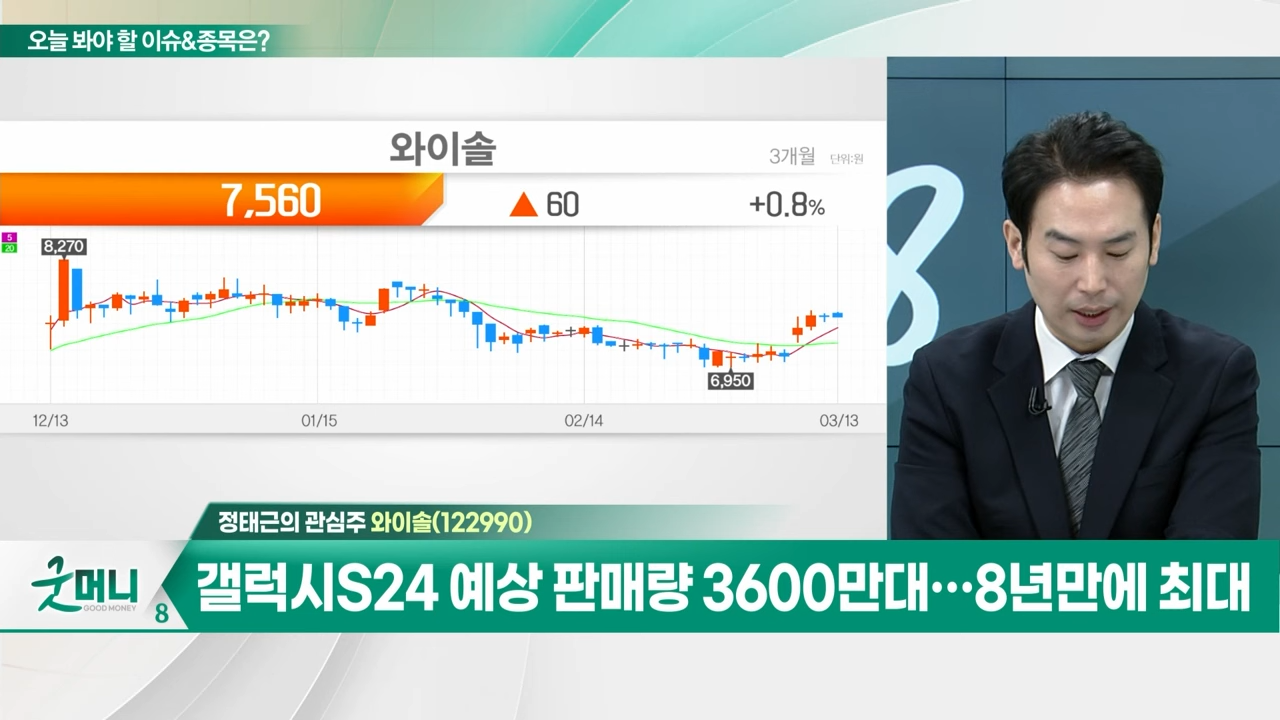 오늘 봐야 할 이슈&종목은?
와이솔
3개월 단위:원
7,560 ▲ 60 +0.8%
5
20
8,270
6,950
12/13 01/15 02/14 03/13
8
정태근의 관심주 와이솔(122990)
굿머니
GOOD MONEY
8
갤럭시S24 예상 판매량 3600만대…8년만에 최대